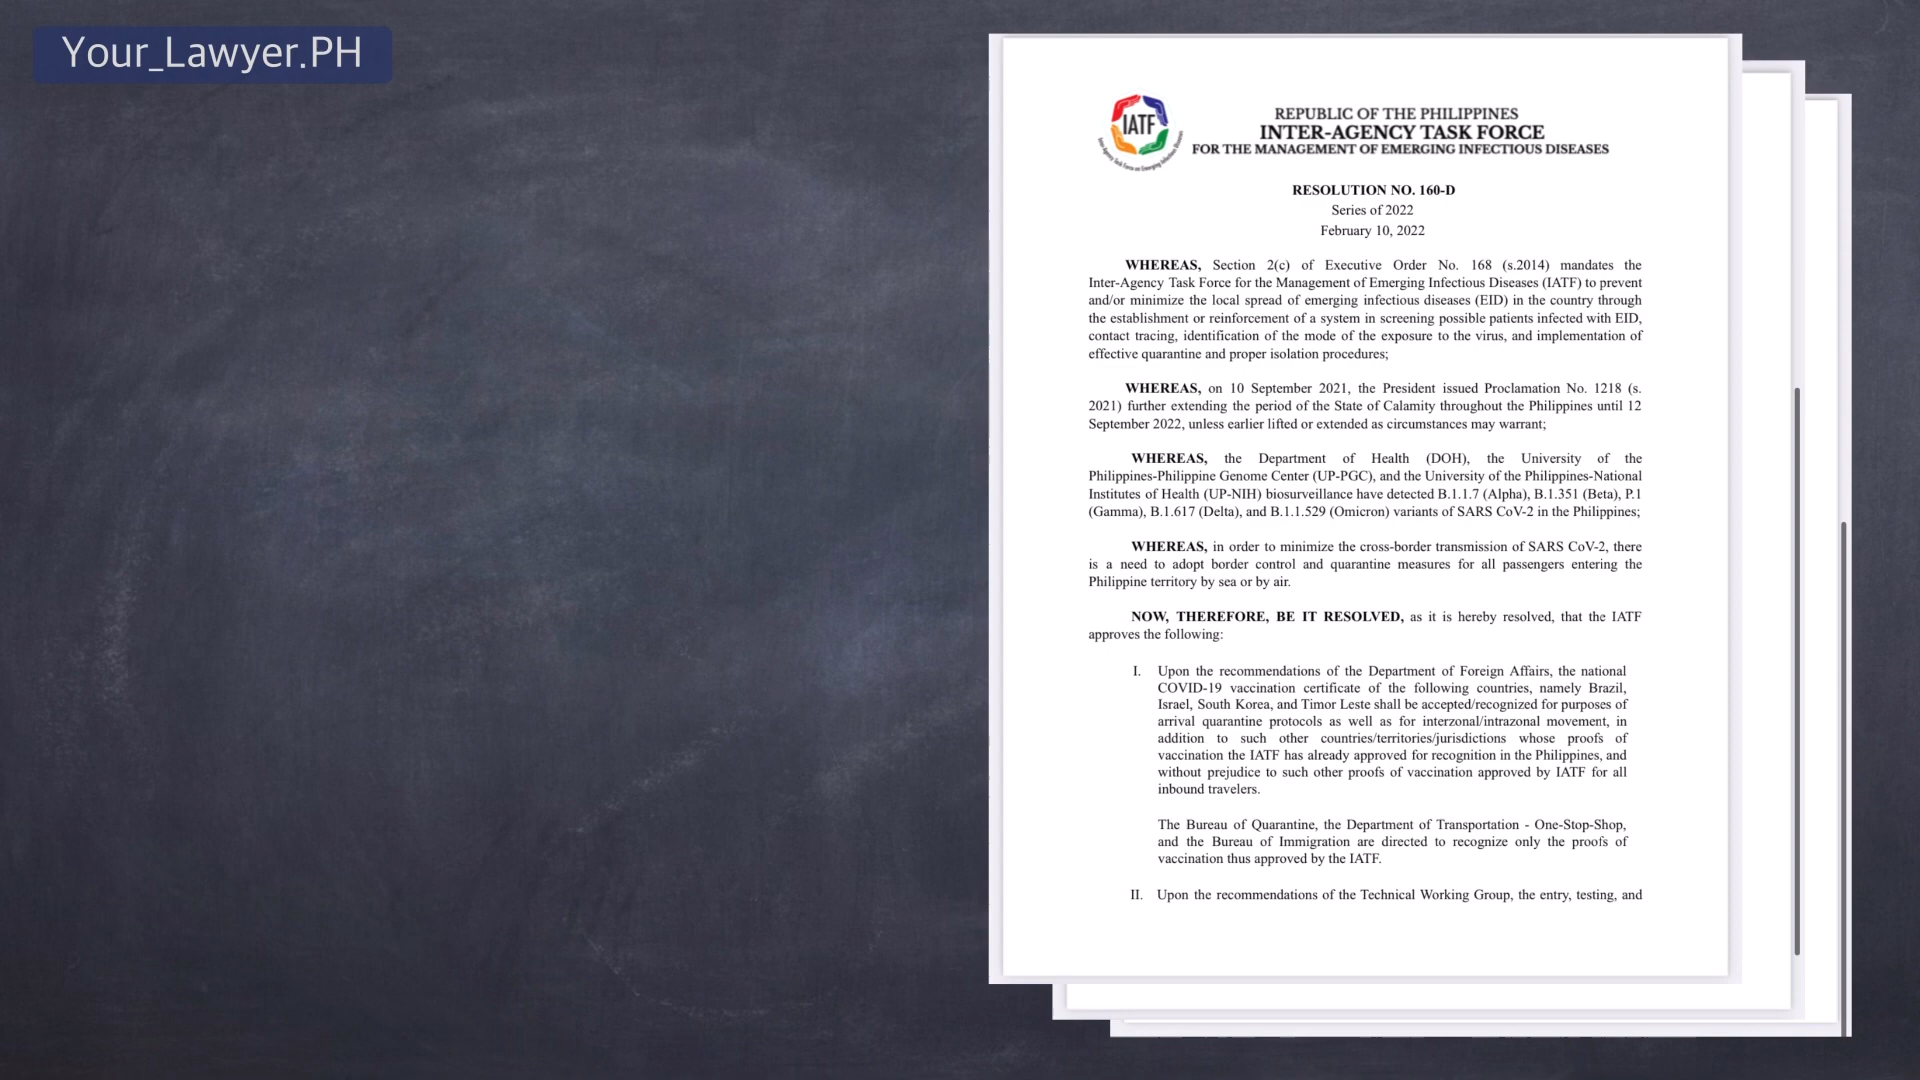 Your_Lawyer.PH
IATF
REPUBLIC OF THE PHILIPPINES
INTER-AGENCY TASK FORCE
FOR THE MANAGEMENT OF EMERGING INFECTIOUS DISEASES
RESOLUTION NO. 160-D
Series of 2022
February 10, 2022
WHEREAS, Section 2(c) of Executive Order No. 168 (s.2014) mandates the
Inter-Agency Task Force for the Management of Emerging Infectious Diseases (IATF) to prevent
and/or minimize the local spread of emerging infectious diseases (EID) in the country through
the establishment or reinforcement of a system in screening possible patients infected with EID,
contact tracing, identification of the mode of the exposure to the virus, and implementation of
effective quarantine and proper isolation procedures;
WHEREAS, on 10 September 2021, the President issued Proclamation No. 1218 (s.
2021) further extending the period of the State of Calamity throughout the Philippines until 12
September 2022, unless earlier lifted or extended as circumstances may warrant;
WHEREAS, the Department of Health (DOH), the University of the
Philippines-Philippine Genome Center (UP-PGC), and the University of the Philippines-National
Institutes of Health (UP-NIH) biosurveillance have detected B.1.1.7 (Alpha), B.1.351 (Beta), P.1
(Gamma), B.1.617 (Delta), and B.1.1.529 (Omicron) variants of SARS CoV-2 in the Philippines;
WHEREAS, in order to minimize the cross-border transmission of SARS CoV-2, there
is a need to adopt border control and quarantine measures for all passengers entering the
Philippine territory by sea or by air.
NOW, THEREFORE, BE IT RESOLVED, as it is hereby resolved, that the IATF
approves the following:
I. Upon the recommendations of the Department of Foreign Affairs, the national
COVID-19 vaccination certificate of the following countries, namely Brazil,
Israel, South Korea, and Timor Leste shall be accepted/recognized for purposes of
arrival quarantine protocols as well as for interzonal/intrazonal movement, in
addition to such other countries/territories/jurisdictions whose proofs of
vaccination the IATF has already approved for recognition in the Philippines, and
without prejudice to such other proofs of vaccination approved by IATF for all
inbound travelers.
The Bureau of Quarantine, the Department of Transportation - One-Stop-Shop,
and the Bureau of Immigration are directed to recognize only the proofs of
vaccination thus approved by the IATF.
II. Upon the recommendations of the Technical Working Group, the entry, testing, and